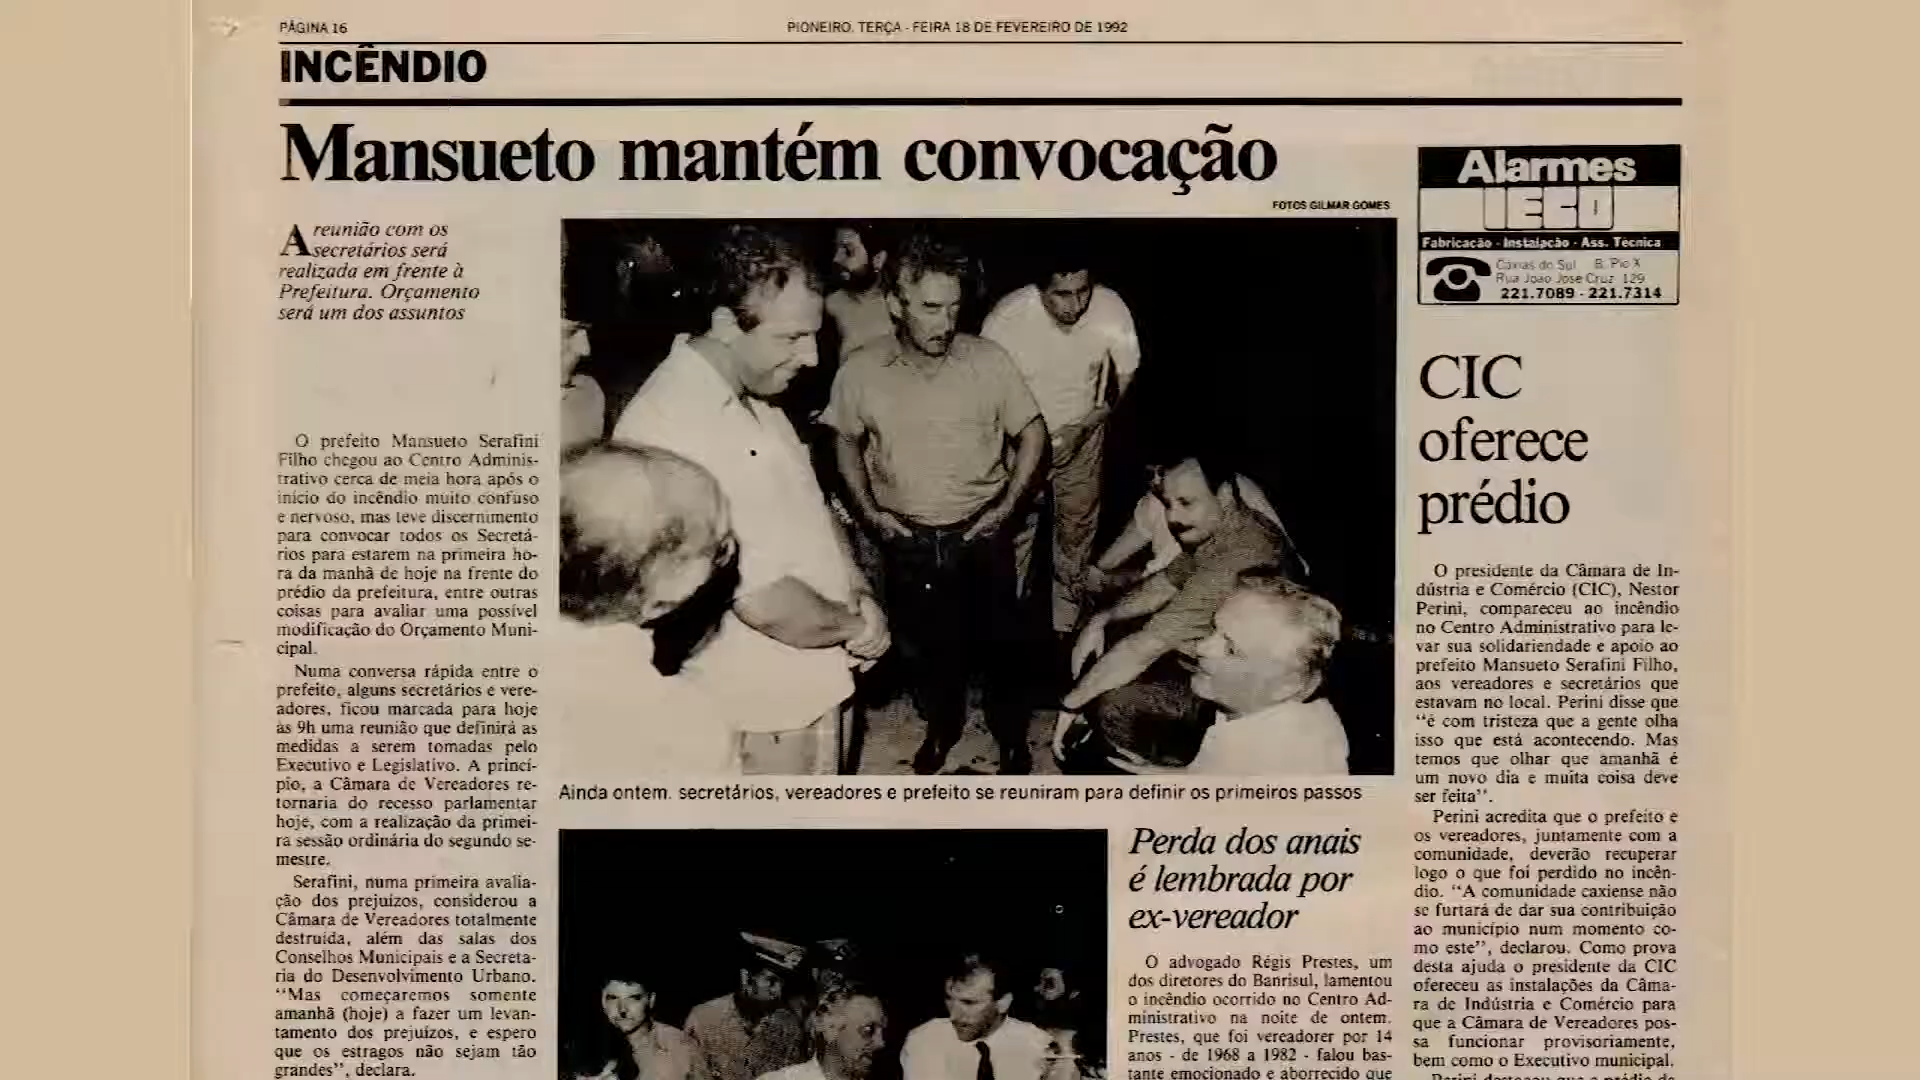 PÁGINA 16
PIONEIRO. TERÇA - FEIRA 18 DE FEVEREIRO DE 1992
INCÊNDIO
Mansueto mantém convocação
FOTOS GILMAR GOMES
A reunião com os
secretários será
realizada em frente à
Prefeitura. Orçamento
será um dos assuntos
O prefeito Mansueto Serafini
Filho chegou ao Centro Adminis-
trativo cerca de meia hora após o
início do incêndio muito confuso
e nervoso, mas teve discernimento
para convocar todos os Secretá-
rios para estarem na primeira ho-
ra da manhã de hoje na frente do
prédio da prefeitura, entre outras
coisas para avaliar uma possível
modificação do Orçamento Muni-
cipal.
Numa conversa rápida entre o
prefeito, alguns secretários e vere-
adores, ficou marcada para hoje
às 9h uma reunião que definirá as
medidas a serem tomadas pelo
Executivo e Legislativo. A princí-
pio, a Câmara de Vereadores re-
tornaria do recesso parlamentar
hoje, com a realização da primei-
ra sessão ordinária do segundo se-
mestre.
Serafini, numa primeira avalia-
ção dos prejuízos, considerou a
Câmara de Vereadores totalmente
destruída, além das salas dos
Conselhos Municipais e a Secreta-
ria do Desenvolvimento Urbano.
"Mas começaremos somente
amanhã (hoje) a fazer um levan-
tamento dos prejuízos, e espero
que os estragos não sejam tão
grandes", declara.
Ainda ontem, secretários, vereadores e prefeito se reuniram para definir os primeiros passos
Perda dos anais
é lembrada por
ex-vereador
O advogado Régis Prestes, um
dos diretores do Banrisul, lamentou
o incêndio ocorrido no Centro Ad-
ministrativo na noite de ontem.
Prestes, que foi vereadorer por 14
anos - de 1968 a 1982 - falou bas-
tante emocionado e aborrecido que
Alarmes
Fabricação - Instalação - Ass. Técnica
Caxias do Sul B. Pio X
Rua João José Cruz 129
221.7089 - 221.7314
CIC
oferece
prédio
O presidente da Câmara de In-
dústria e Comércio (CIC), Nestor
Perini, compareceu ao incêndio
no Centro Administrativo para le-
var sua solidariendade e apoio ao
prefeito Mansueto Serafini Filho,
aos vereadores e secretários que
estavam no local. Perini disse que
"é com tristeza que a gente olha
isso que está acontecendo. Mas
temos que olhar que amanhã é
um novo dia e muita coisa deve
ser feita".
Perini acredita que o prefeito e
os vereadores, juntamente com a
comunidade, deverão recuperar
logo o que foi perdido no incên-
dio. "A comunidade caxiense não
se furtará de dar sua contribuição
ao município num momento co-
mo este", declarou. Como prova
desta ajuda o presidente da CIC
ofereceu as instalações da Câma-
ra de Indústria e Comércio para
que a Câmara de Vereadores pos-
sa funcionar provisoriamente,
bem como o Executivo municipal.